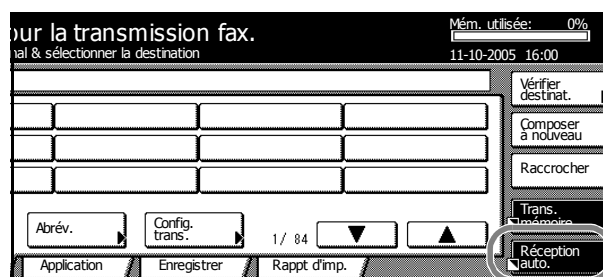 ur la transmission fax.
nal & sélectionner la destination
Mém. utilisée: 0%
11-10-2005 16:00
Vérifier
destinat.
Composer
à nouveau
Raccrocher
Trans.
mémoire
Réception
auto.
Abrév.
Config.
trans.
1/ 84
Application
Enregistrer
Rappt d'imp.